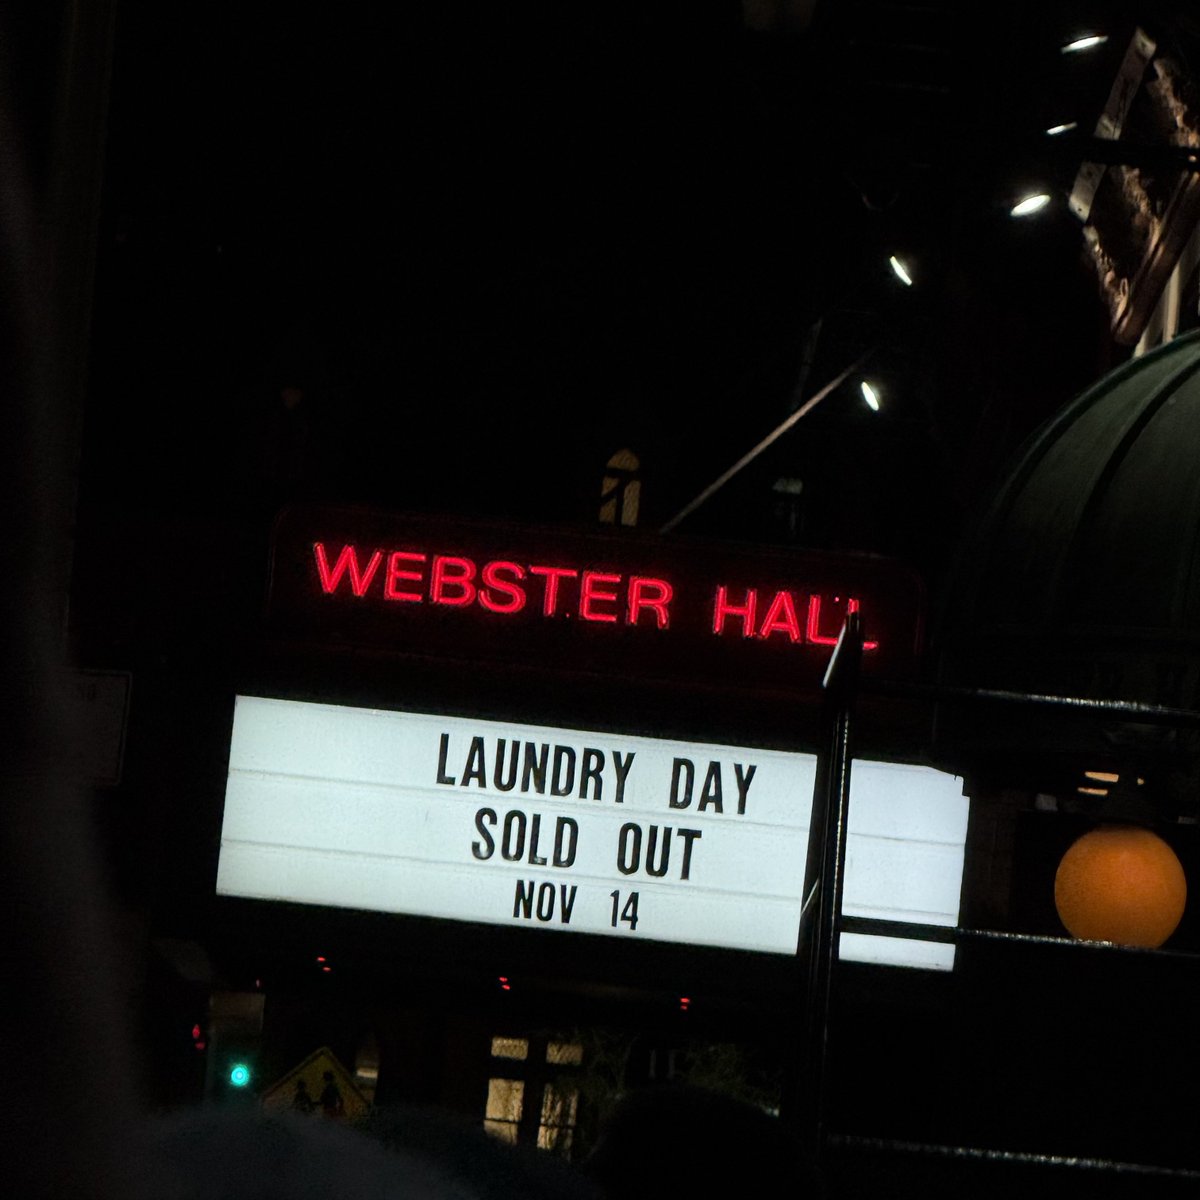 WEBSTER HALL
LAUNDRY DAY
SOLD OUT
NOV 14